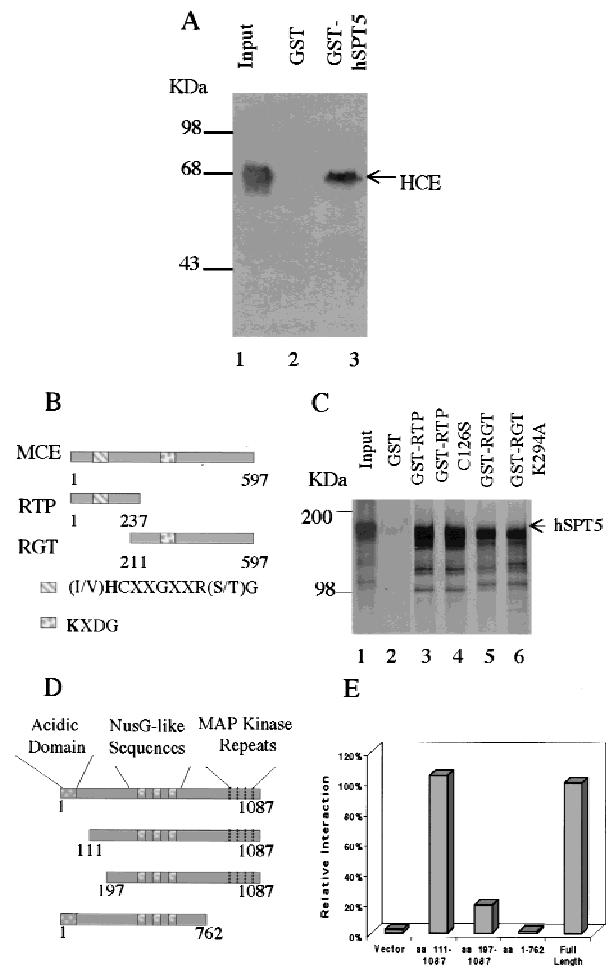 A
Input
GST
GST-
hSPT5
KDa
98
68
HCE
43
1 2 3
B
MCE
1 597
RTP
1 237
RGT
211 597
(I/V)HCXXGXXR(S/T)G
KXDG
C
Input
GST
GST-RTP
GST-RTP
C126S
GST-RGT
GST-RGT
K294A
KDa
200
hSPT5
98
1 2 3 4 5 6
D
Acidic
Domain
NusG-like
Sequences
MAP Kinase
Repeats
1 1087
111 1087
197 1087
1 762
E
Relative Interaction
120%
100%
80%
60%
40%
20%
0%
Vector
aa 111-
1087
aa 197-
1087
aa 1-762
Full
Length